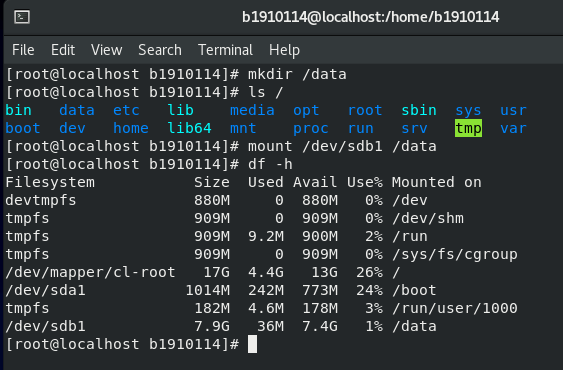 b1910114@localhost:/home/b1910114
File Edit View Search Terminal Help
[root@localhost b1910114]# mkdir /data
[root@localhost b1910114]# ls /
bin data etc lib media opt root sbin sys usr
boot dev home lib64 mnt proc run srv tmp var
[root@localhost b1910114]# mount /dev/sdb1 /data
[root@localhost b1910114]# df -h
Filesystem Size Used Avail Use% Mounted on
devtmpfs 880M 0 880M 0% /dev
tmpfs 909M 0 909M 0% /dev/shm
tmpfs 909M 9.2M 900M 2% /run
tmpfs 909M 0 909M 0% /sys/fs/cgroup
/dev/mapper/cl-root 17G 4.4G 13G 26% /
/dev/sda1 1014M 242M 773M 24% /boot
tmpfs 182M 4.6M 178M 3% /run/user/1000
/dev/sdb1 7.9G 36M 7.4G 1% /data
[root@localhost b1910114]#